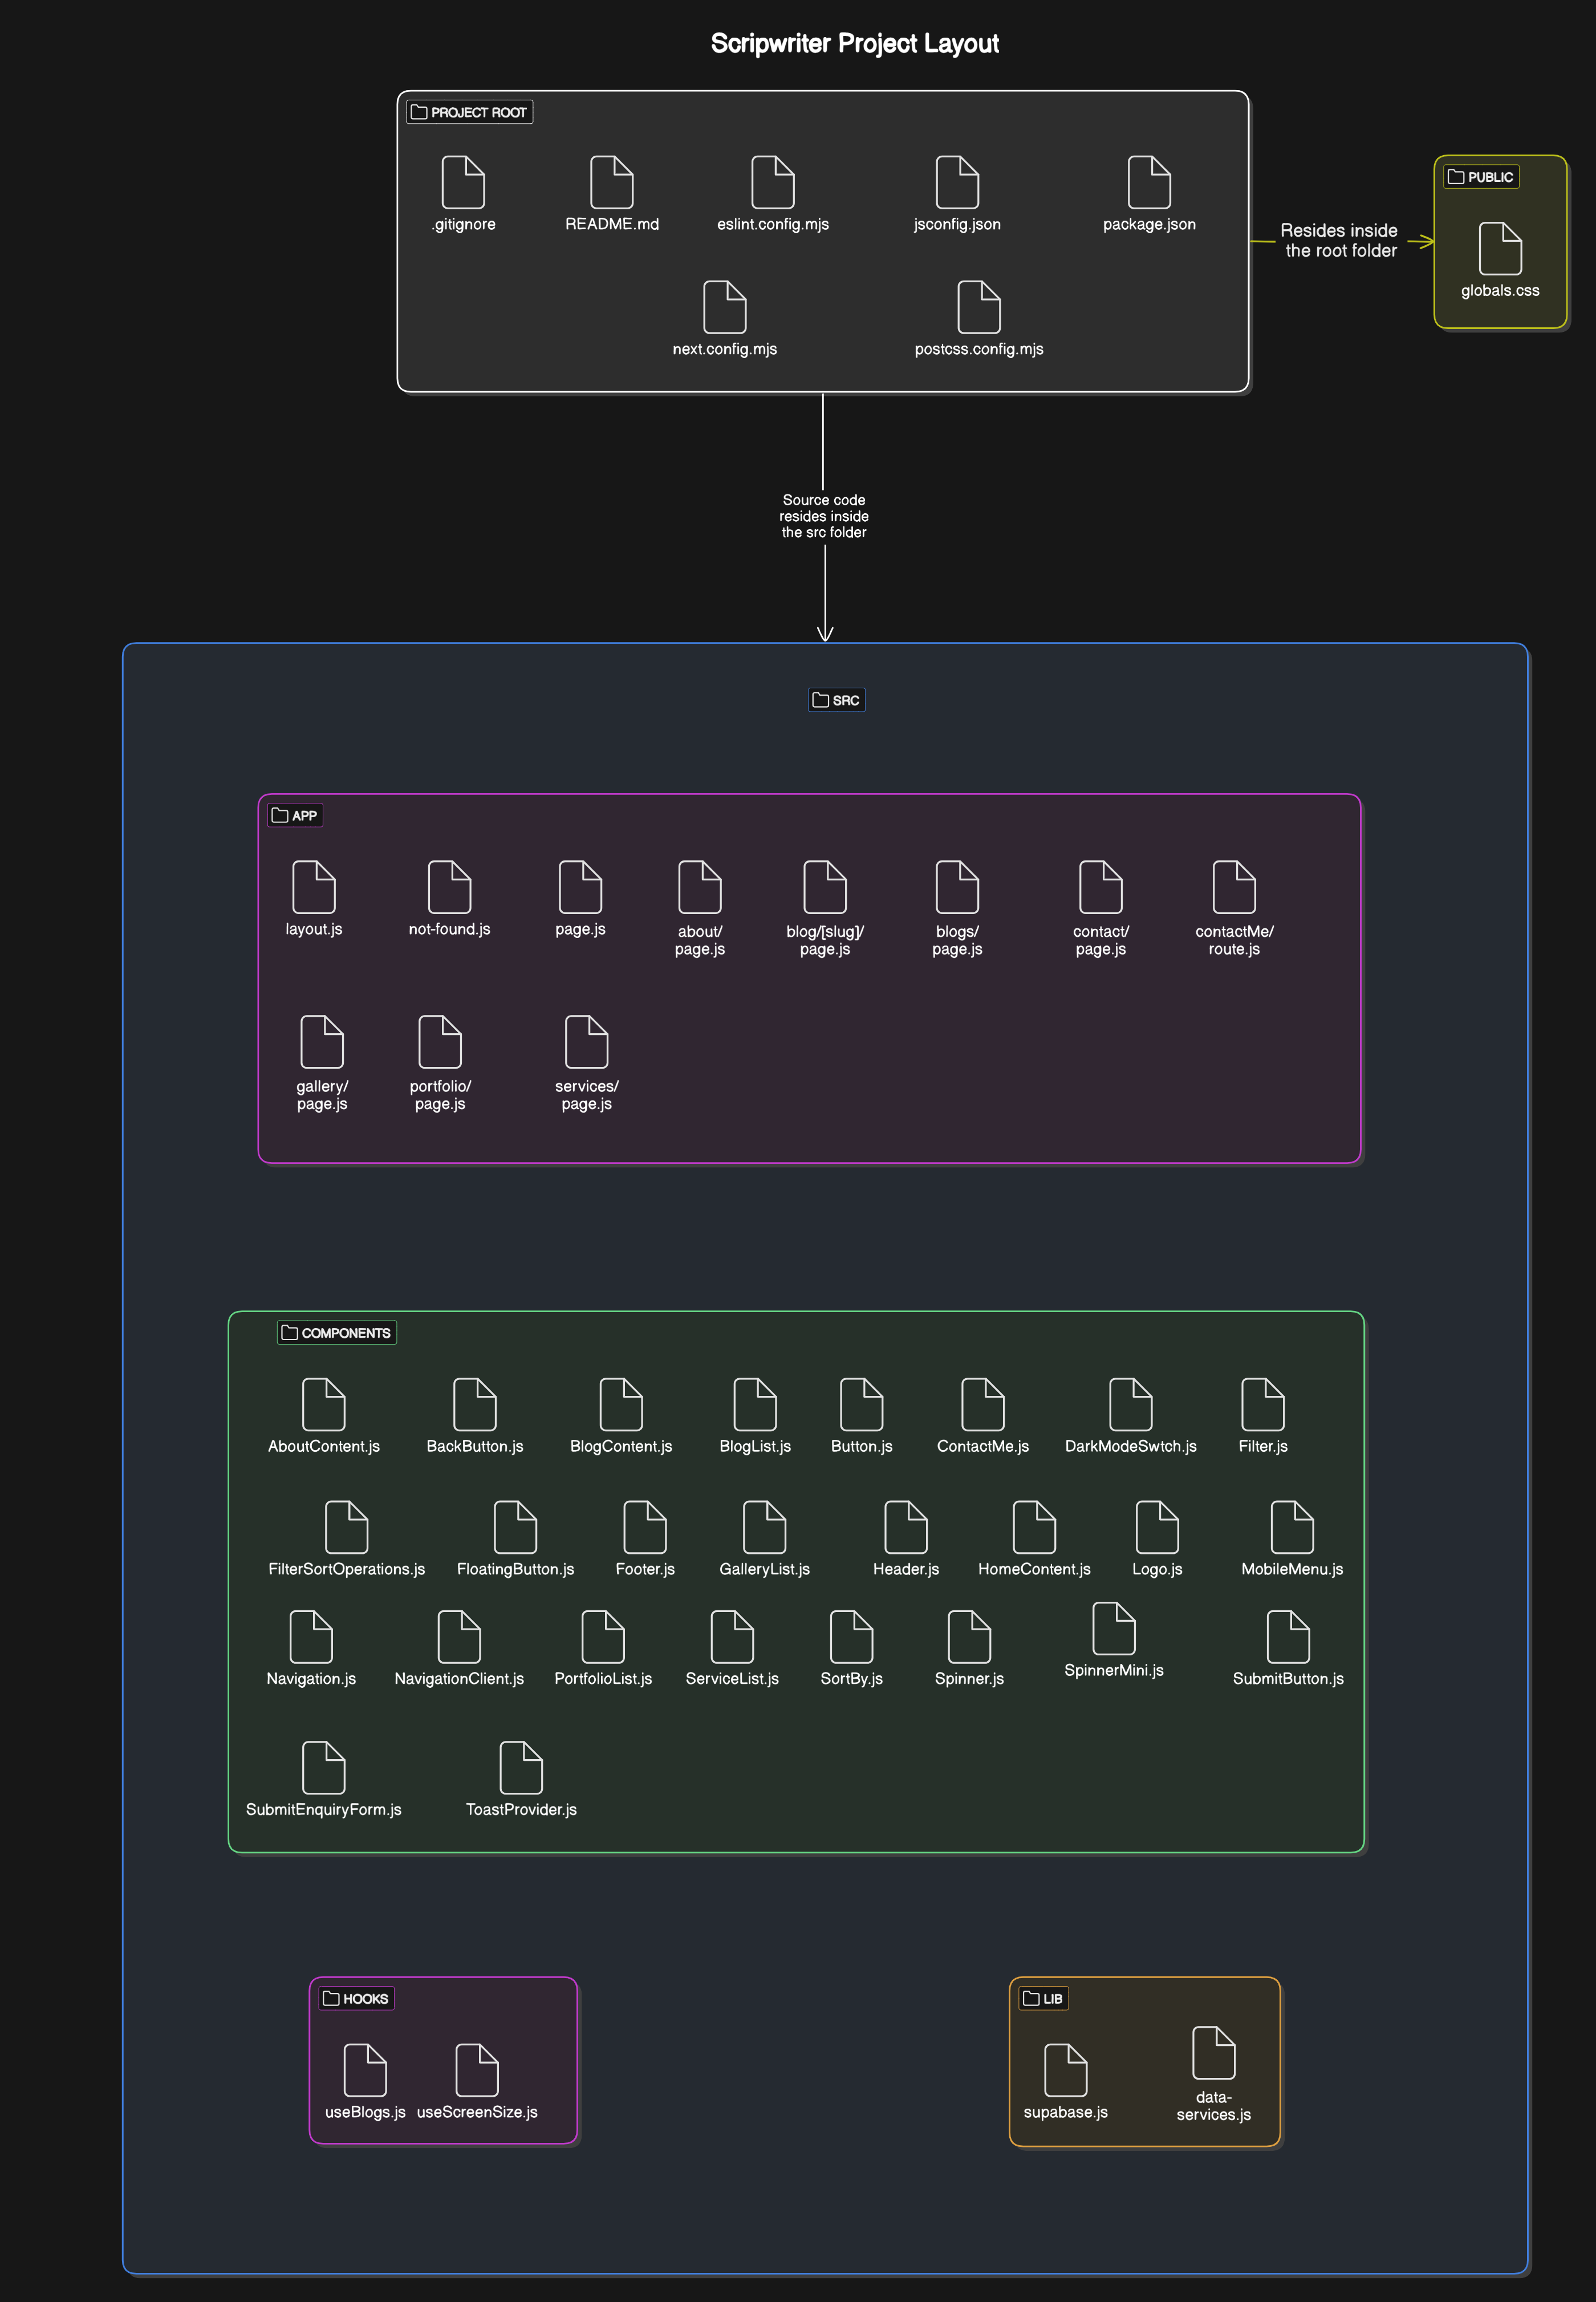 Scripwriter Project Layout
PROJECT ROOT
.gitignore
README.md
eslint.config.mjs
jsconfig.json
package.json
next.config.mjs
postcss.config.mjs
Resides inside
the root folder
PUBLIC
globals.css
Source code
resides inside
the src folder
SRC
APP
layout.js
not-found.js
page.js
about/
page.js
blog/[slug]/
page.js
blogs/
page.js
contact/
page.js
contactMe/
route.js
gallery/
page.js
portfolio/
page.js
services/
page.js
COMPONENTS
AboutContent.js
BackButton.js
BlogContent.js
BlogList.js
Button.js
ContactMe.js
DarkModeSwtch.js
Filter.js
FilterSortOperations.js
FloatingButton.js
Footer.js
GalleryList.js
Header.js
HomeContent.js
Logo.js
MobileMenu.js
Navigation.js
NavigationClient.js
PortfolioList.js
ServiceList.js
SortBy.js
Spinner.js
SpinnerMini.js
SubmitButton.js
SubmitEnquiryForm.js
ToastProvider.js
HOOKS
useBlogs.js
useScreenSize.js
LIB
supabase.js
data-
services.js